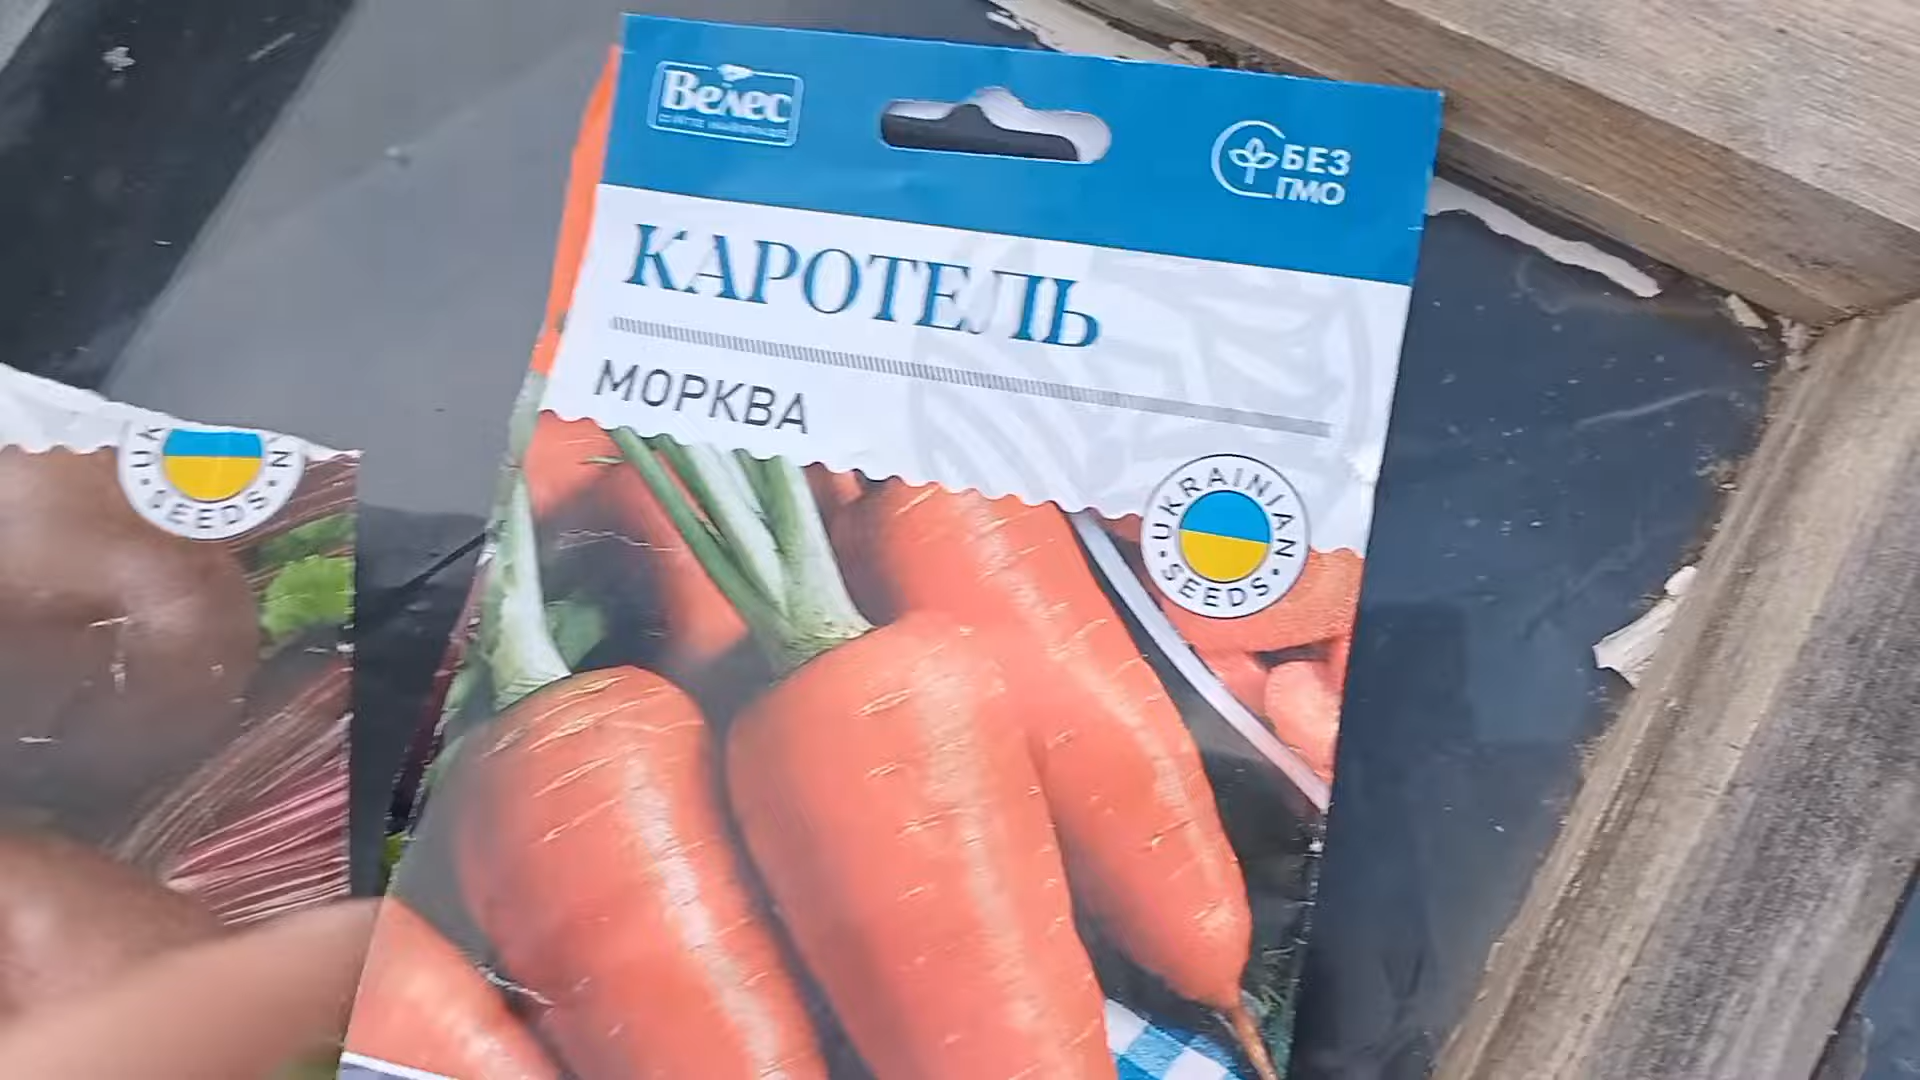 Велес
БЕЗ
ГМО
КАРОТЕЛЬ
МОРКВА
UKRAINIAN
SEEDS
SEEDS